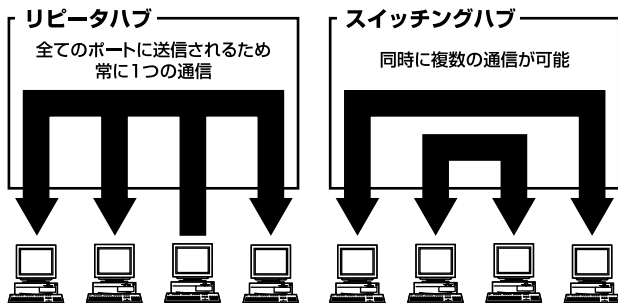 リピータハブ
全てのポートに送信されるため
常に1つの通信
スイッチングハブ
同時に複数の通信が可能